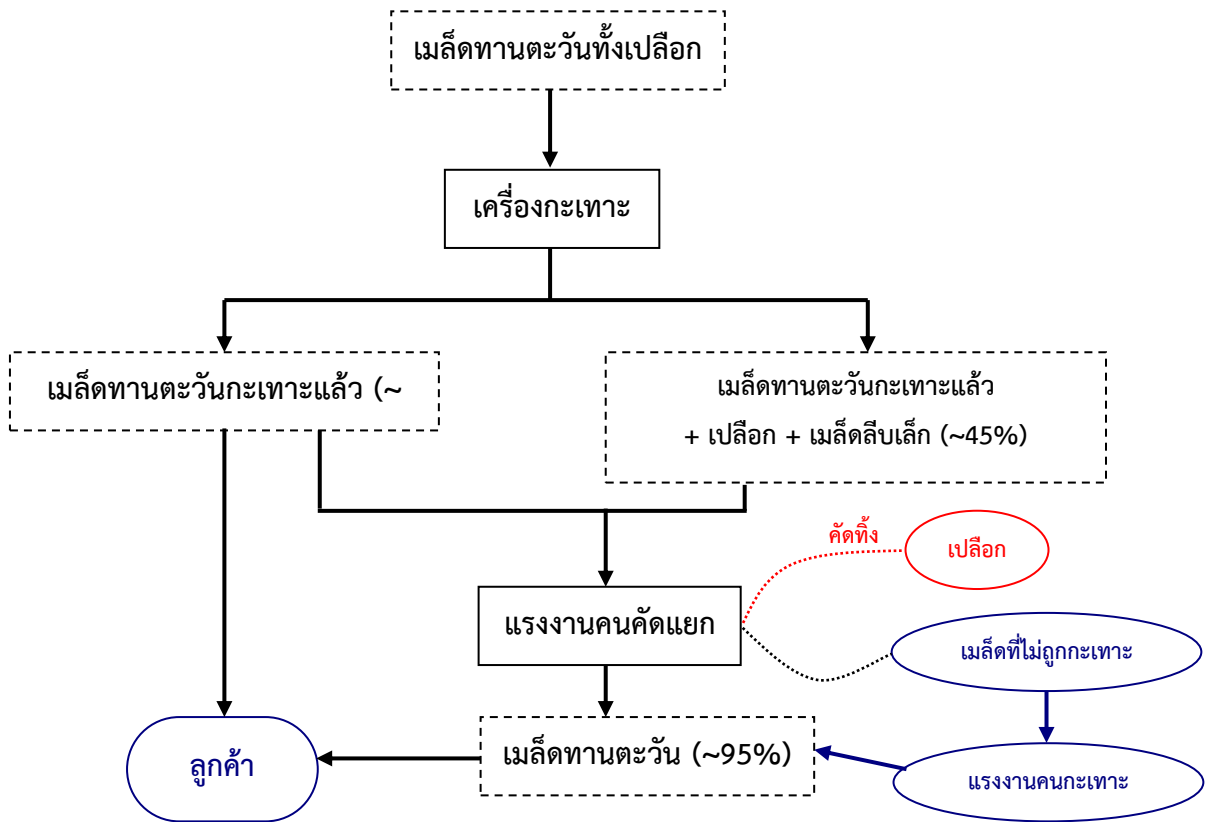 เมล็ดทานตะวันทั้งเปลือก
เครื่องกะเทาะ
เมล็ดทานตะวันกะเทาะแล้ว (~
เมล็ดทานตะวันกะเทาะแล้ว
+ เปลือก + เมล็ดลีบเล็ก (~45%)
คัดทิ้ง
เปลือก
แรงงานคนคัดแยก
เมล็ดที่ไม่ถูกกะเทาะ
ลูกค้า
เมล็ดทานตะวัน (~95%)
แรงงานคนกะเทาะ